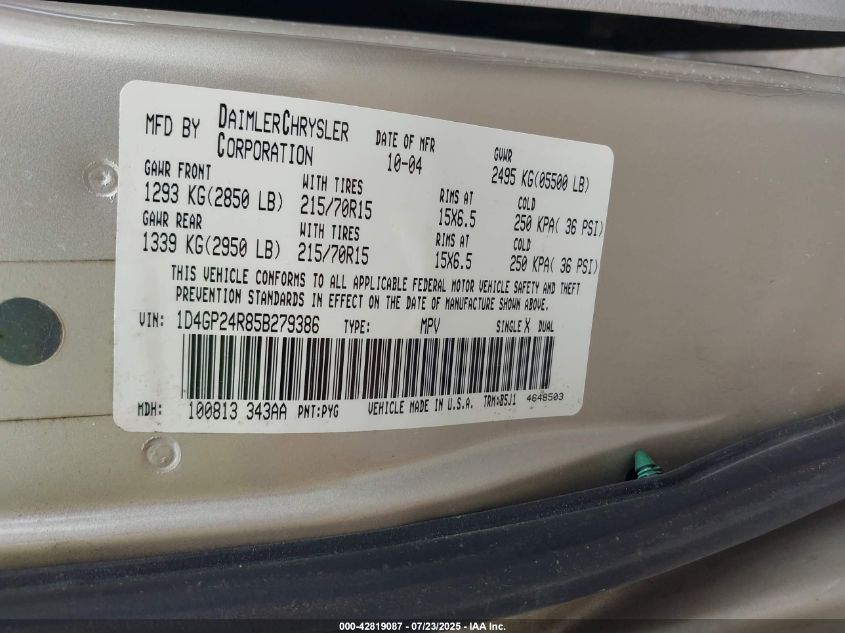 MFD BY DAIMLERCHRYSLER CORPORATION DATE OF MFR 10-04 GVWR 2495 KG(05500 LB)
GAWR FRONT WITH TIRES RIMS AT COLD
1293 KG(2850 LB) 215/70R15 15X6.5 250 KPA( 36 PSI)
GAWR REAR WITH TIRES RIMS AT COLD
1339 KG(2950 LB) 215/70R15 15X6.5 250 KPA( 36 PSI)
THIS VEHICLE CONFORMS TO ALL APPLICABLE FEDERAL MOTOR VEHICLE SAFETY AND THEFT
PREVENTION STANDARDS IN EFFECT ON THE DATE OF MANUFACTURE SHOWN ABOVE.
VIN: 1D4GP24R85B279386 TYPE: MPV SINGLE X DUAL
MDH: 100813 343AA PNT:PYG VEHICLE MADE IN U.S.A. TRM:B5J1 4648503
000-42819087 / 07/23/2025 - IAA Inc.